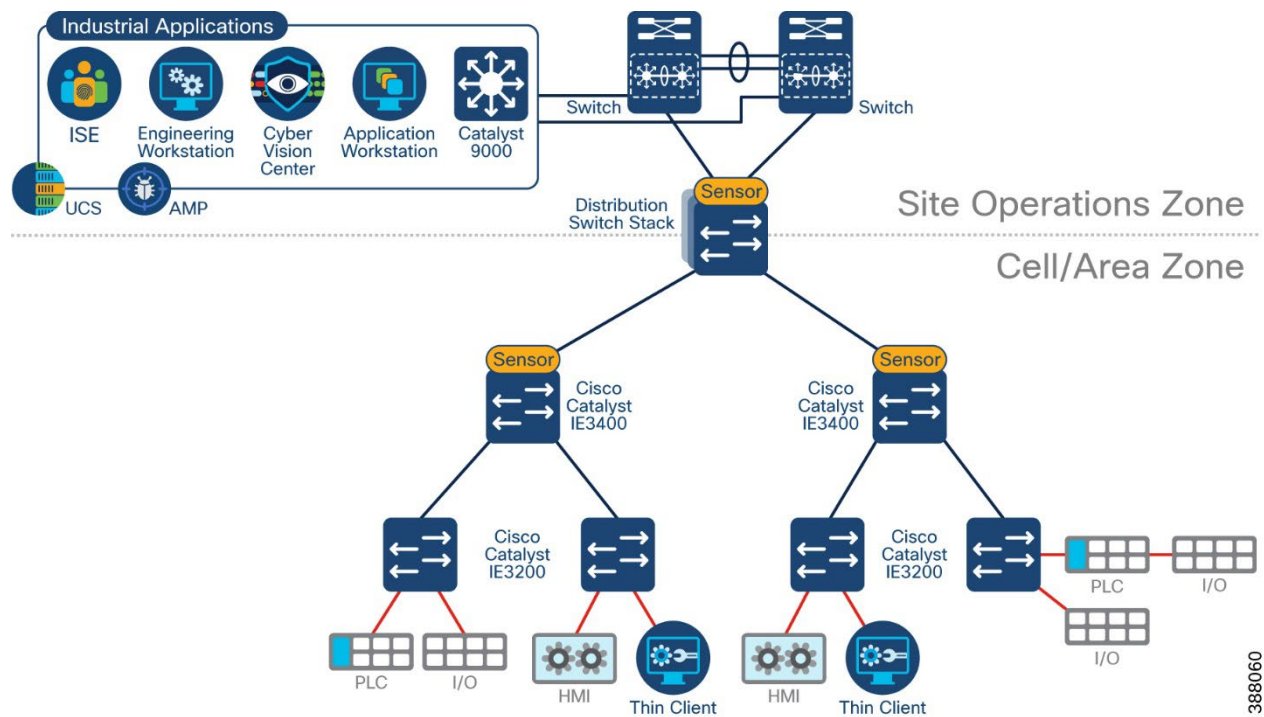 Industrial Applications
ISE
Engineering
Workstation
Cyber
Vision
Center
Application
Workstation
Catalyst
9000
UCS
AMP
Switch
Switch
Sensor
Distribution
Switch Stack
Site Operations Zone
Cell/Area Zone
Sensor
Cisco
Catalyst
IE3400
Sensor
Cisco
Catalyst
IE3400
Cisco
Catalyst
IE3200
Cisco
Catalyst
IE3200
PLC
I/O
I/O
PLC
I/O
HMI
Thin Client
HMI
Thin Client
388060